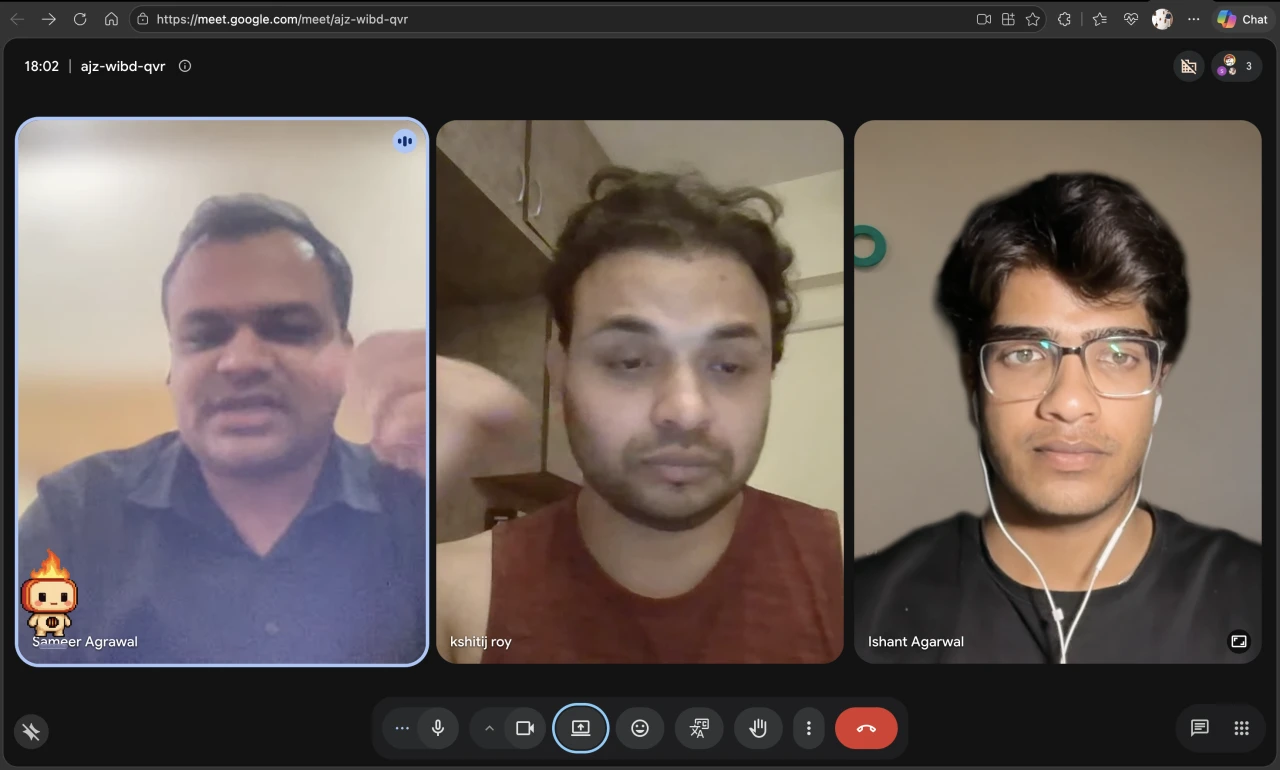 https://meet.google.com/meet/ajz-wibd-qvr
Chat
18:02 | ajz-wibd-qvr
3
Sameer Agrawal
kshitij roy
Ishant Agarwal